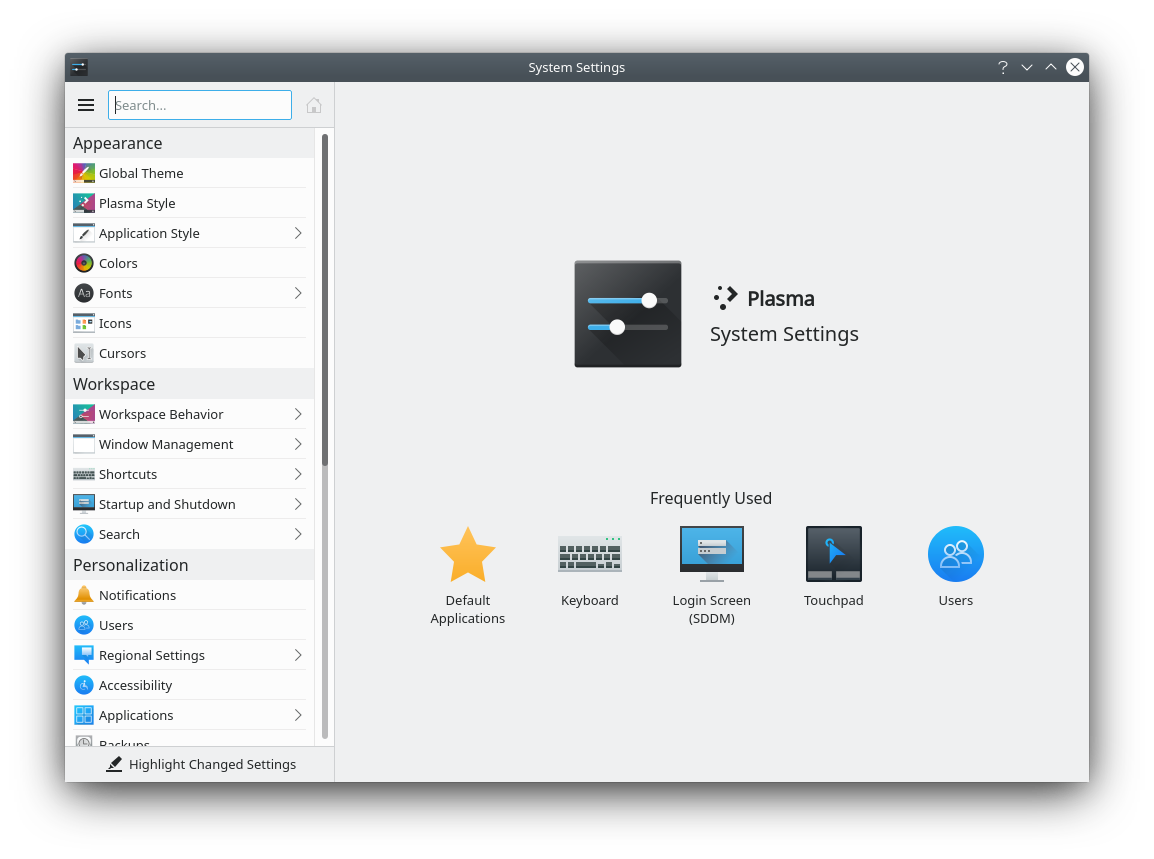 System Settings
?
Search...
Appearance
Global Theme
Plasma Style
Application Style
Colors
Aa Fonts
Icons
Cursors
Workspace
Workspace Behavior
Window Management
Shortcuts
Startup and Shutdown
Search
Personalization
Notifications
Users
Regional Settings
Accessibility
Applications
Backups
Highlight Changed Settings
Plasma
System Settings
Frequently Used
Default
Applications
Keyboard
Login Screen
(SDDM)
Touchpad
Users